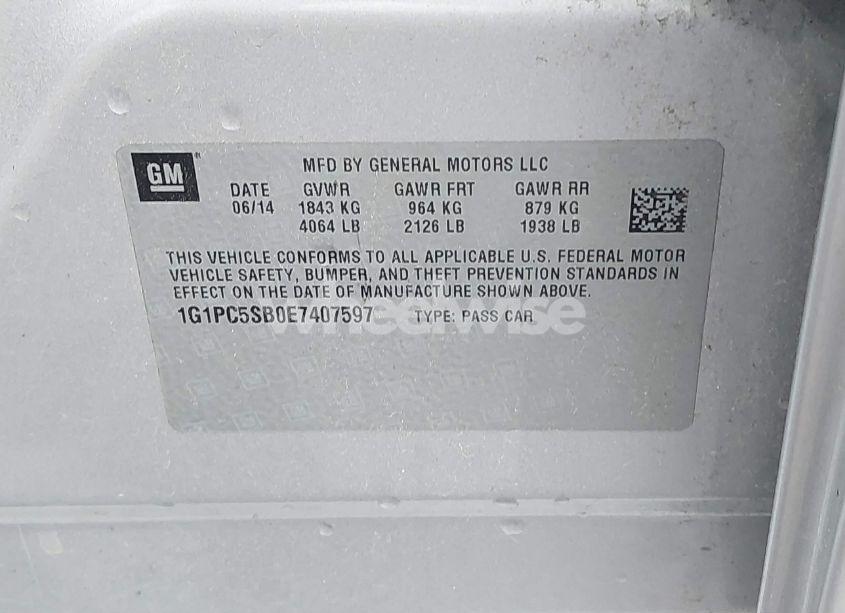 GM
MFD BY GENERAL MOTORS LLC
DATE GVWR GAWR FRT GAWR RR
06/14 1843 KG 964 KG 879 KG
4064 LB 2126 LB 1938 LB
THIS VEHICLE CONFORMS TO ALL APPLICABLE U.S. FEDERAL MOTOR
VEHICLE SAFETY, BUMPER, AND THEFT PREVENTION STANDARDS IN
EFFECT ON THE DATE OF MANUFACTURE SHOWN ABOVE.
1G1PC5SB0E7407597 TYPE: PASS CAR
Wheelwise